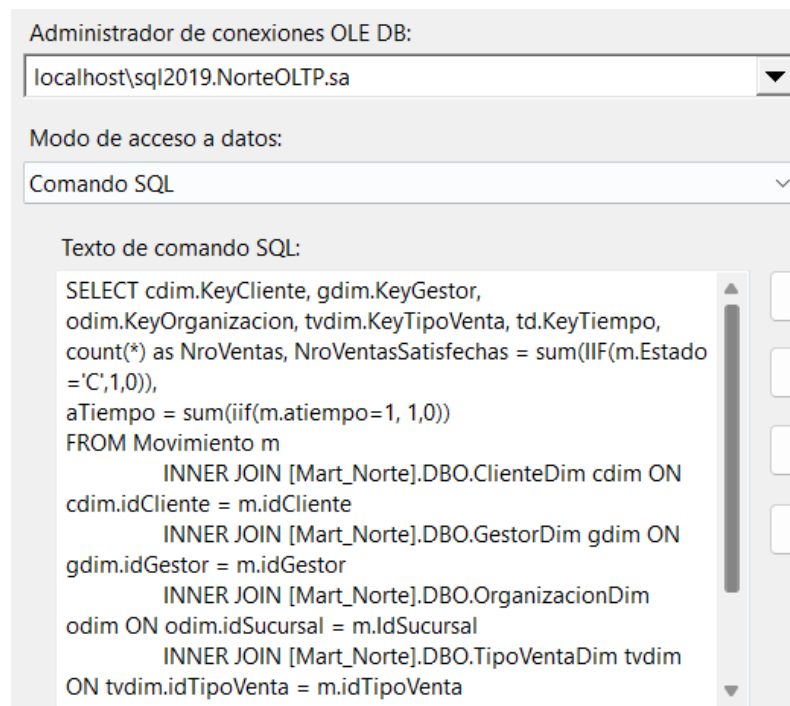 Administrador de conexiones OLE DB:
localhost\sql2019.NorteOLTP.sa
Modo de acceso a datos:
Comando SQL
Texto de comando SQL:
SELECT cdim.KeyCliente, gdim.KeyGestor,
odim.KeyOrganizacion, tvdim.KeyTipoVenta, td.KeyTiempo,
count(*) as NroVentas, NroVentasSatisfechas = sum(IIF(m.Estado
='C',1,0)),
aTiempo = sum(iif(m.atiempo=1, 1,0))
FROM Movimiento m
INNER JOIN [Mart_Norte].DBO.ClienteDim cdim ON
cdim.idCliente = m.idCliente
INNER JOIN [Mart_Norte].DBO.GestorDim gdim ON
gdim.idGestor = m.idGestor
INNER JOIN [Mart_Norte].DBO.OrganizacionDim
odim ON odim.idSucursal = m.IdSucursal
INNER JOIN [Mart_Norte].DBO.TipoVentaDim tvdim
ON tvdim.idTipoVenta = m.idTipoVenta